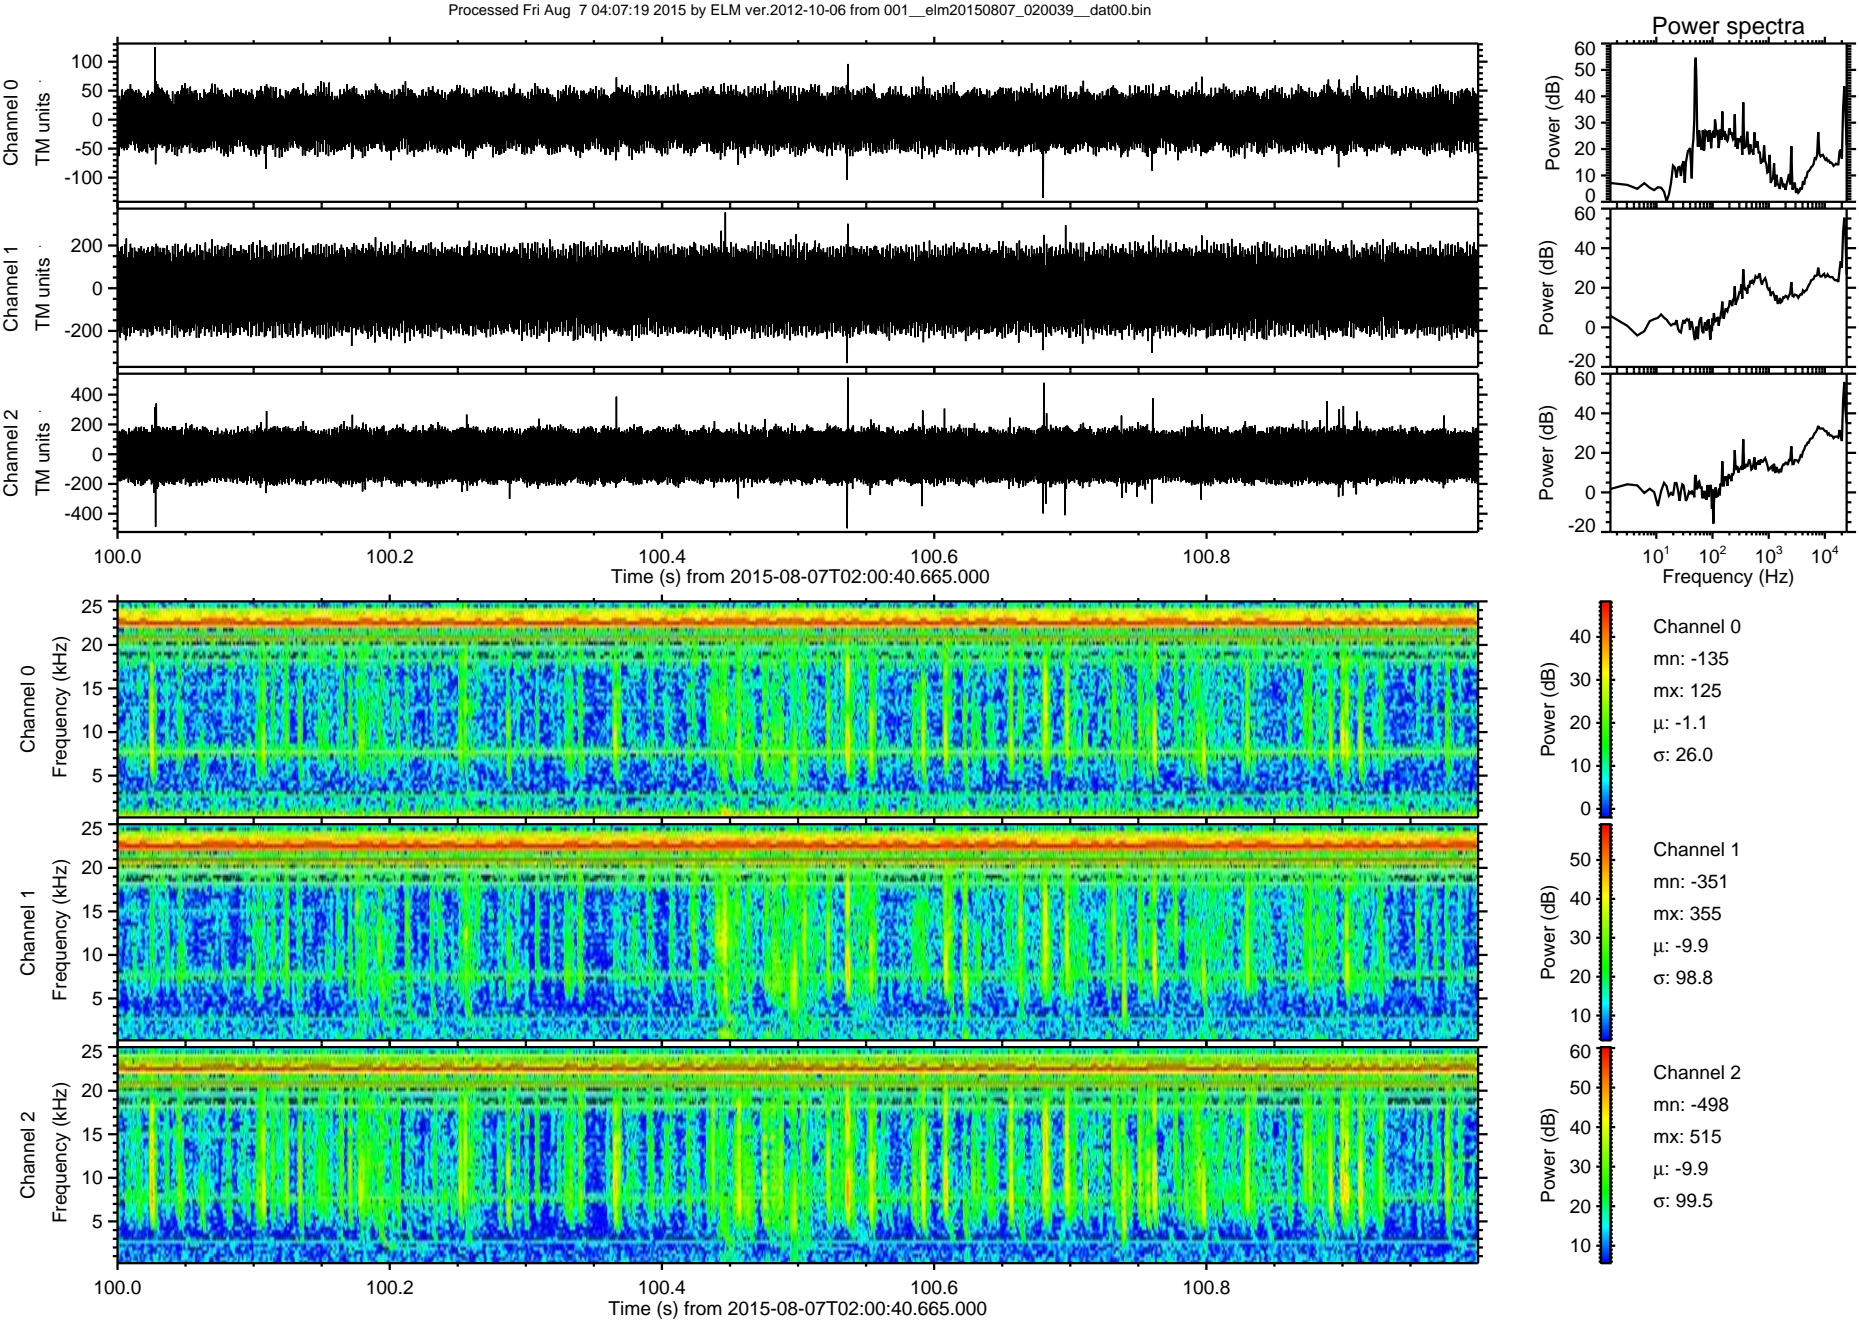 Processed Fri Aug  7 04:07:19 2015 by ELM ver.2012-10-06 from 001__elm20150807_020039__dat00.bin
Power spectra
Channel 0
TM units
100
50
0
-50
-100
Power (dB)
60
50
40
30
20
10
0
Channel 1
TM units
200
0
-200
Power (dB)
60
40
20
0
-20
Channel 2
TM units
400
200
0
-200
-400
Power (dB)
60
40
20
0
-20
100.0 100.2 100.4 100.6 100.8
Time (s) from 2015-08-07T02:00:40.665.000
10¹ 10² 10³ 10⁴
Frequency (Hz)
Channel 0
Frequency (kHz)
25
20
15
10
5
Power (dB)
40
30
20
10
0
Channel 0
mn: -135
mx: 125
μ: -1.1
σ: 26.0
Channel 1
Frequency (kHz)
25
20
15
10
5
Power (dB)
50
40
30
20
10
Channel 1
mn: -351
mx: 355
μ: -9.9
σ: 98.8
Channel 2
Frequency (kHz)
25
20
15
10
5
Power (dB)
60
50
40
30
20
10
Channel 2
mn: -498
mx: 515
μ: -9.9
σ: 99.5
100.0 100.2 100.4 100.6 100.8
Time (s) from 2015-08-07T02:00:40.665.000